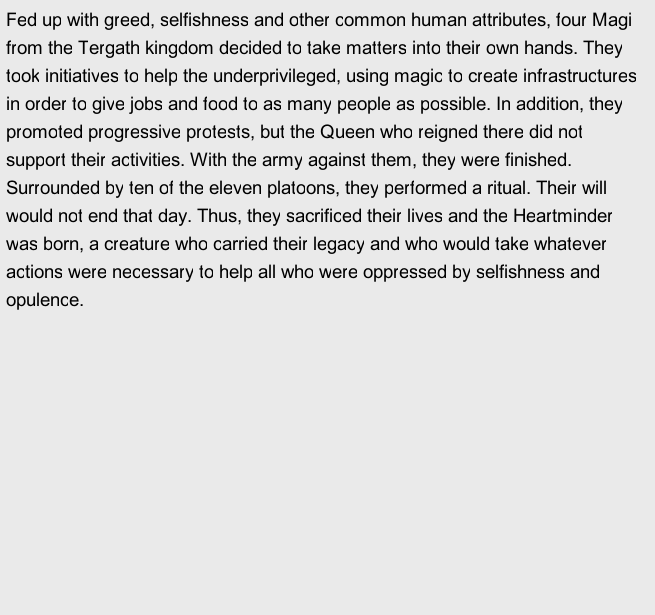 Fed up with greed, selfishness and other common human attributes, four Magi
from the Tergath kingdom decided to take matters into their own hands. They
took initiatives to help the underprivileged, using magic to create infrastructures
in order to give jobs and food to as many people as possible. In addition, they
promoted progressive protests, but the Queen who reigned there did not
support their activities. With the army against them, they were finished.
Surrounded by ten of the eleven platoons, they performed a ritual. Their will
would not end that day. Thus, they sacrificed their lives and the Heartminder
was born, a creature who carried their legacy and who would take whatever
actions were necessary to help all who were oppressed by selfishness and
opulence.